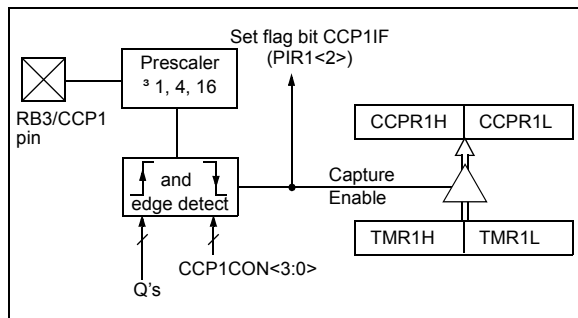 Set flag bit CCP1IF
(PIR1<2>)
Prescaler
³ 1, 4, 16
RB3/CCP1
pin
CCPR1H
CCPR1L
and
edge detect
Capture
Enable
TMR1H
TMR1L
CCP1CON<3:0>
Q's